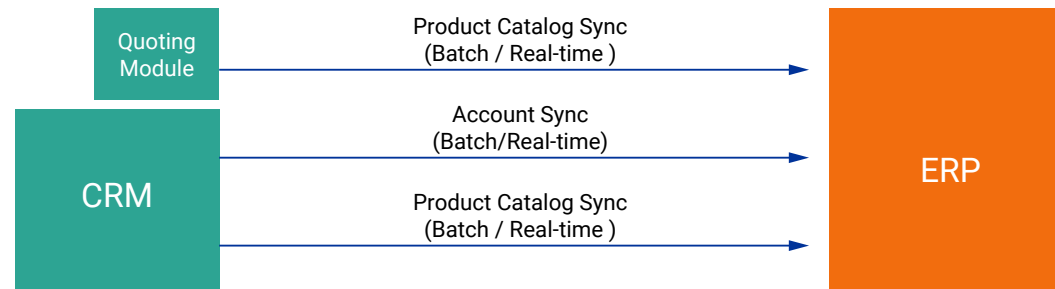 Quoting
Module
Product Catalog Sync
(Batch / Real-time )
Account Sync
(Batch/Real-time)
CRM
ERP
Product Catalog Sync
(Batch / Real-time )